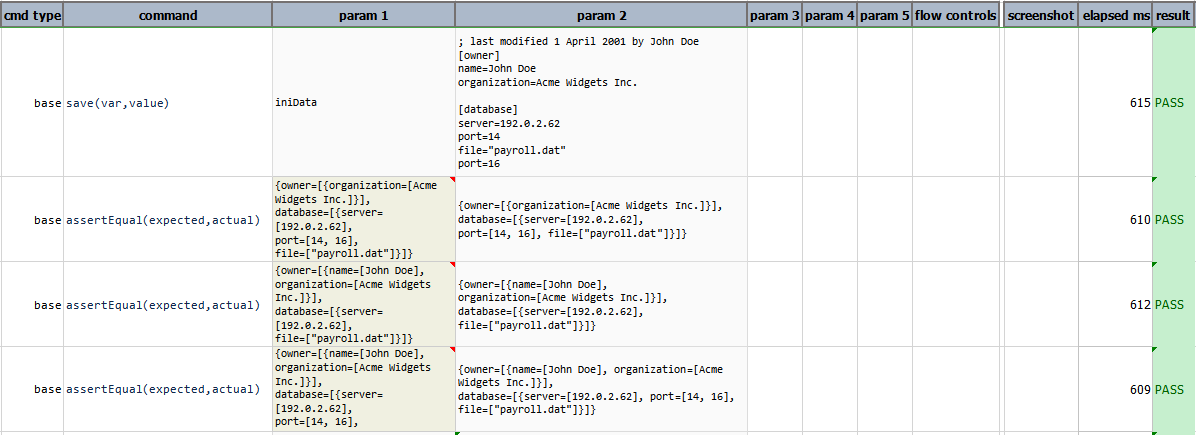 cmd type command param 1 param 2 param 3 param 4 param 5 flow controls screenshot elapsed ms result
base save(var,value) iniData
; last modified 1 April 2001 by John Doe
[owner]
name=John Doe
organization=Acme Widgets Inc.
[database]
server=192.0.2.62
port=14
file="payroll.dat"
port=16
615 PASS
base assertEqual(expected,actual)
{owner=[{organization=[Acme
Widgets Inc.]}],
database=[{server=
[192.0.2.62],
port=[14, 16],
file=["payroll.dat"]}]}
{owner=[{organization=[Acme Widgets Inc.]}],
database=[{server=[192.0.2.62],
port=[14, 16], file=["payroll.dat"]}]}
610 PASS
base assertEqual(expected,actual)
{owner=[{name=[John Doe],
organization=[Acme Widgets
Inc.]}],
database=[{server=
[192.0.2.62],
file=["payroll.dat"]}]}
{owner=[{name=[John Doe],
organization=[Acme Widgets Inc.]}],
database=[{server=[192.0.2.62],
file=["payroll.dat"]}]}
612 PASS
base assertEqual(expected,actual)
{owner=[{name=[John Doe],
organization=[Acme Widgets
Inc.]}],
database=[{server=
[192.0.2.62],
port=[14, 16],
{owner=[{name=[John Doe], organization=[Acme
Widgets Inc.]}],
database=[{server=[192.0.2.62], port=[14, 16],
file=["payroll.dat"]}]}
609 PASS